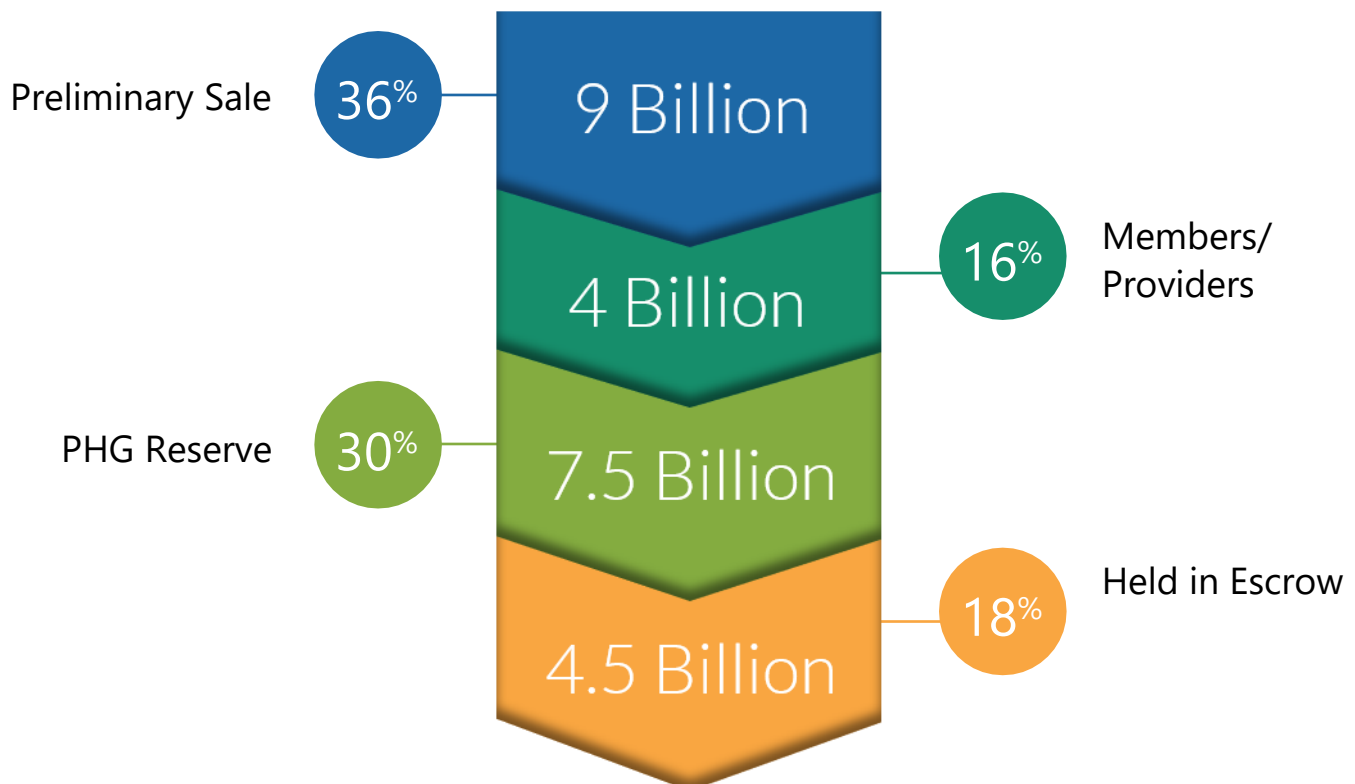 Preliminary Sale
36%
9 Billion
4 Billion
16%
Members/
Providers
PHG Reserve
30%
7.5 Billion
4.5 Billion
18%
Held in Escrow